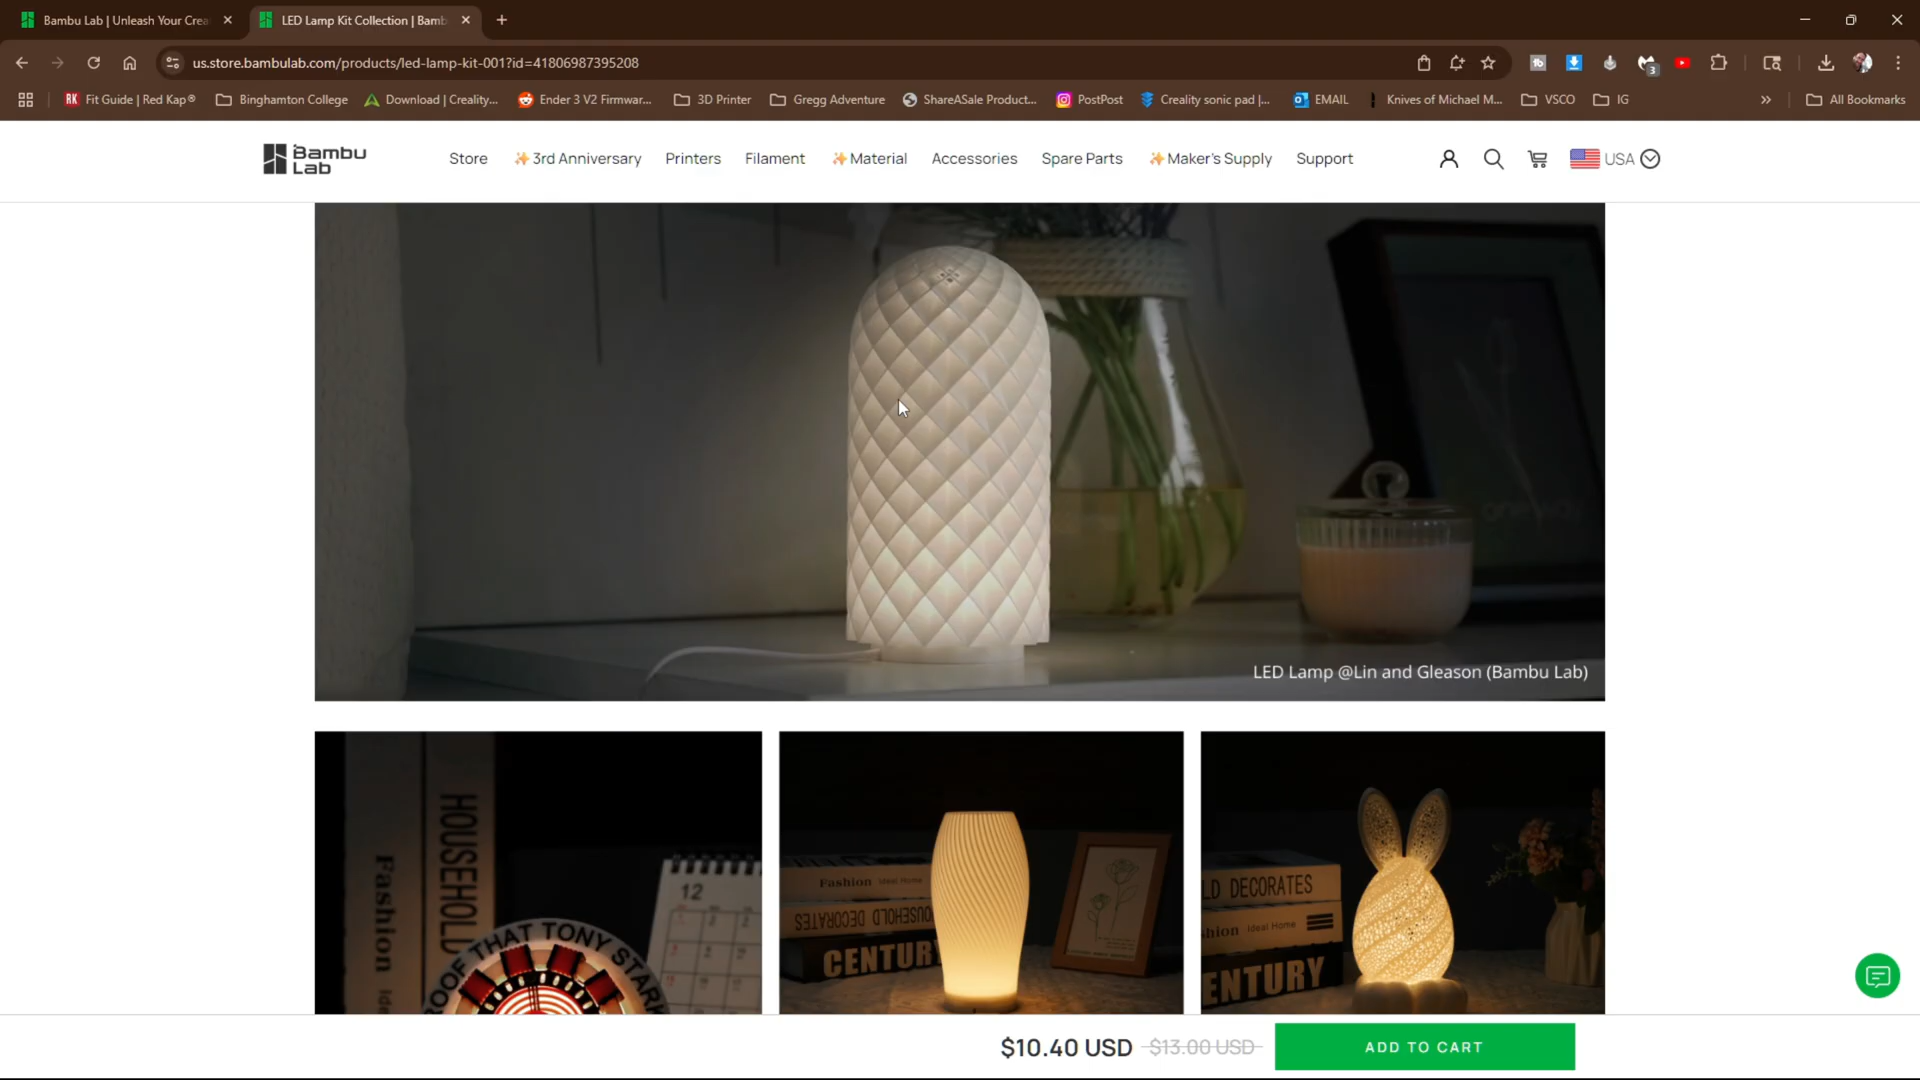 Bambu Lab | Unleash Your Crea
LED Lamp Kit Collection | Bamb
us.store.bambulab.com/products/led-lamp-kit-001?id=41806987395208
3
RK Fit Guide | Red Kap®
Binghamton College
Download | Creality...
Ender 3 V2 Firmwar...
3D Printer
Gregg Adventure
ShareASale Product...
PostPost
Creality sonic pad |...
EMAIL
Knives of Michael M...
VSCO
IG
All Bookmarks
Bambu
Lab
Store
3rd Anniversary
Printers
Filament
Material
Accessories
Spare Parts
Maker's Supply
Support
USA
LED Lamp @Lin and Gleason (Bambu Lab)
HOUSEHOLD
Fashion
12
PROOF THAT TONY STARK
Fashion Ideal Home
DECORATES HOUSEHOLD
CENTURY
LD DECORATES
hion Ideal Home
ENTURY
$10.40 USD
$13.00 USD
ADD TO CART